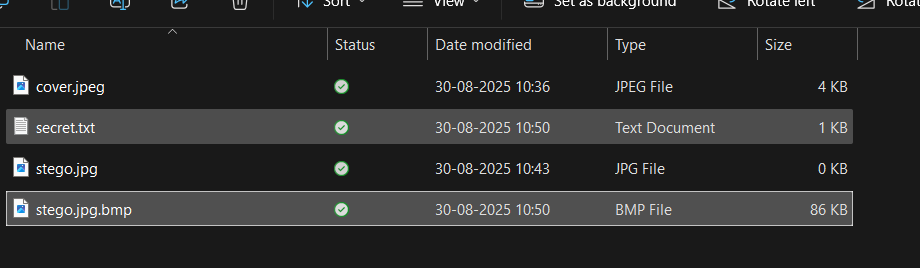 Sort View Set as background Rotate left Rota
Name Status Date modified Type Size
cover.jpeg 30-08-2025 10:36 JPEG File 4 KB
secret.txt 30-08-2025 10:50 Text Document 1 KB
stego.jpg 30-08-2025 10:43 JPG File 0 KB
stego.jpg.bmp 30-08-2025 10:50 BMP File 86 KB